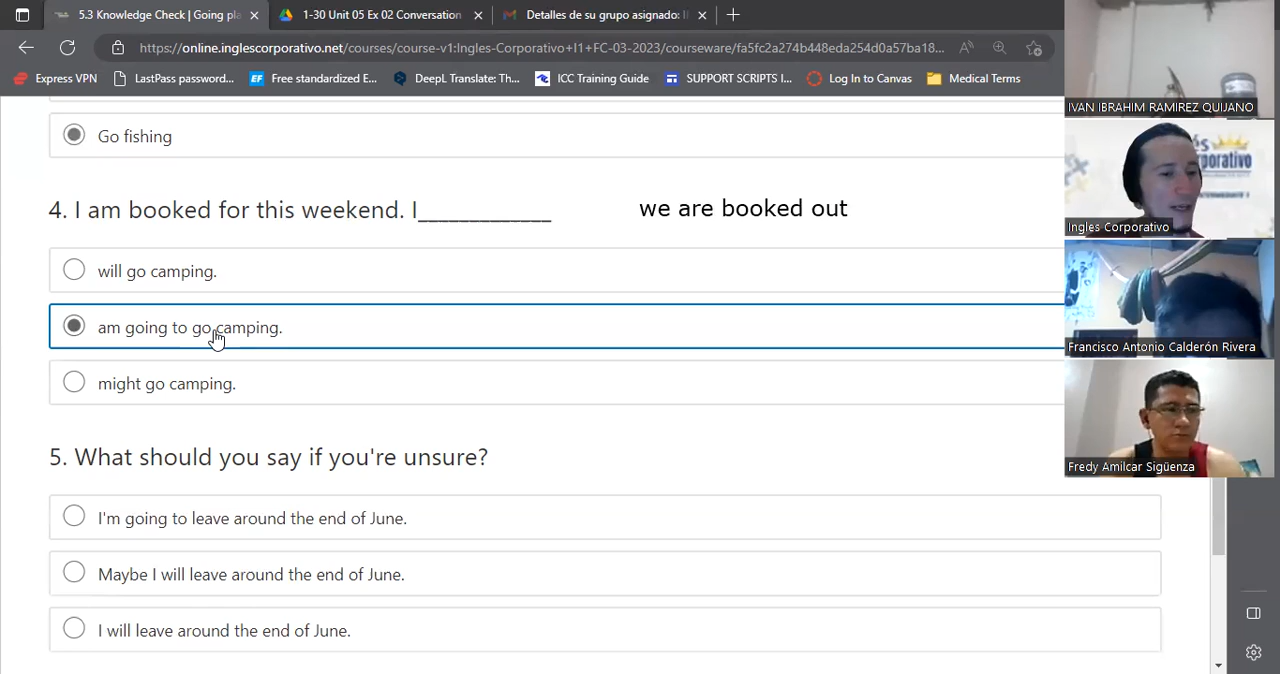 5.3 Knowledge Check | Going pla
1-30 Unit 05 Ex 02 Conversation
Detalles de su grupo asignado: I
https://online.inglescorporativo.net/courses/course-v1:Ingles-Corporativo+I1+FC-03-2023/courseware/fa5fc2a274b448eda254d0a57ba18...
Express VPN
LastPass password...
EF
Free standardized E...
DeepL Translate: Th...
ICC Training Guide
SUPPORT SCRIPTS I...
Log In to Canvas
Medical Terms
Go fishing
4. I am booked for this weekend. I______________
we are booked out
will go camping.
am going to go camping.
might go camping.
5. What should you say if you're unsure?
I'm going to leave around the end of June.
Maybe I will leave around the end of June.
I will leave around the end of June.
IVAN IBRAHIM RAMIREZ QUIJANO
Ingles Corporativo
Francisco Antonio Calderón Rivera
Fredy Amilcar Sigüenza